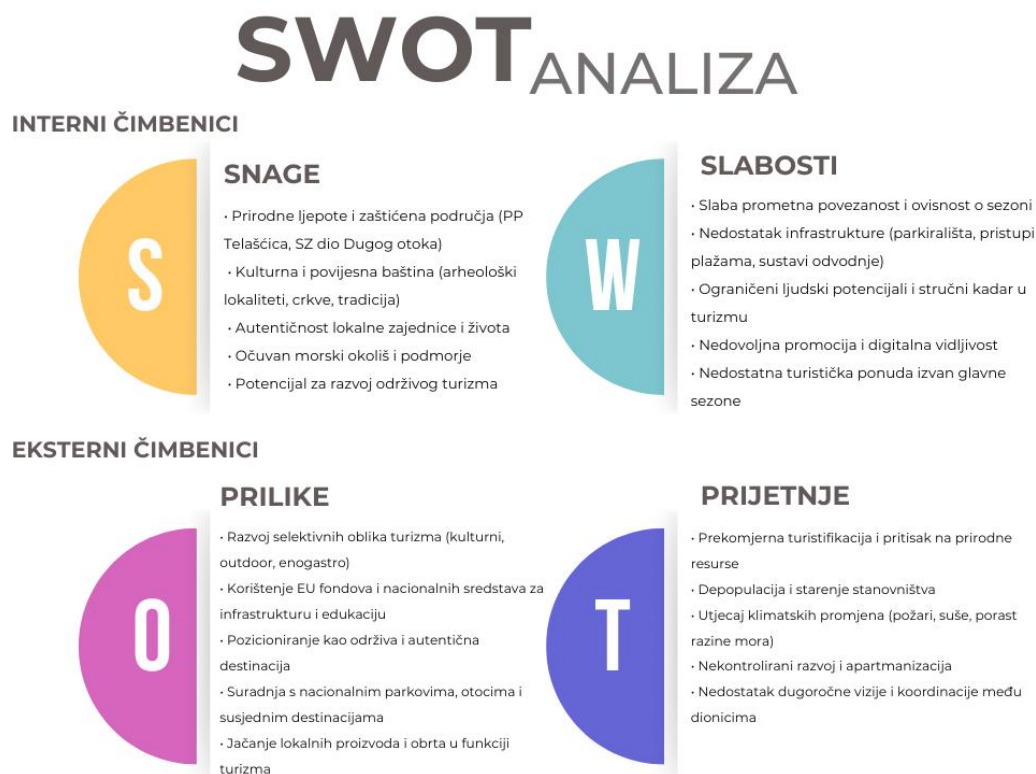 SWOT ANALIZA
INTERNI ČIMBENICI
S
SNAGE
· Prirodne ljepote i zaštićena područja (PP
Telašćica, SZ dio Dugog otoka)
· Kulturna i povijesna baština (arheološki
lokaliteti, crkve, tradicija)
· Autentičnost lokalne zajednice i života
· Očuvan morski okoliš i podmorje
· Potencijal za razvoj održivog turizma
W
SLABOSTI
· Slaba prometna povezanost i ovisnost o sezoni
· Nedostatak infrastrukture (parkirališta, pristupi
plažama, sustavi odvodnje)
· Ograničeni ljudski potencijali i stručni kadar u
turizmu
· Nedovoljna promocija i digitalna vidljivost
· Nedostatna turistička ponuda izvan glavne
sezone
EKSTERNI ČIMBENICI
O
PRILIKE
· Razvoj selektivnih oblika turizma (kulturni,
outdoor, enogastro)
· Korištenje EU fondova i nacionalnih sredstava za
infrastrukturu i edukaciju
· Pozicioniranje kao održiva i autentična
destinacija
· Suradnja s nacionalnim parkovima, otocima i
susjednim destinacijama
· Jačanje lokalnih proizvoda i obrta u funkciji
turizma
T
PRIJETNJE
· Prekomjerna turistifikacija i pritisak na prirodne
resurse
· Depopulacija i starenje stanovništva
· Utjecaj klimatskih promjena (požari, suše, porast
razine mora)
· Nekontrolirani razvoj i apartmanizacija
· Nedostatak dugoročne vizije i koordinacije među
dionicima